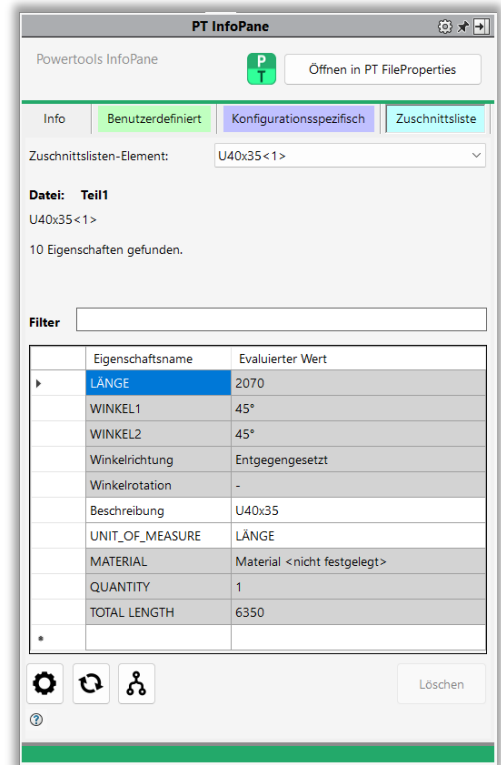 PT InfoPane
Powertools InfoPane
P
T
Öffnen in PT FileProperties
Info Benutzerdefiniert Konfigurationsspezifisch Zuschnittsliste
Zuschnittslisten-Element: U40x35<1>
Datei: Teil1
U40x35<1>
10 Eigenschaften gefunden.
Filter
Eigenschaftsname Evaluierter Wert
LÄNGE 2070
WINKEL1 45°
WINKEL2 45°
Winkelrichtung Entgegengesetzt
Winkelrotation -
Beschreibung U40x35
UNIT_OF_MEASURE LÄNGE
MATERIAL Material <nicht festgelegt>
QUANTITY 1
TOTAL LENGTH 6350
*
Löschen
?